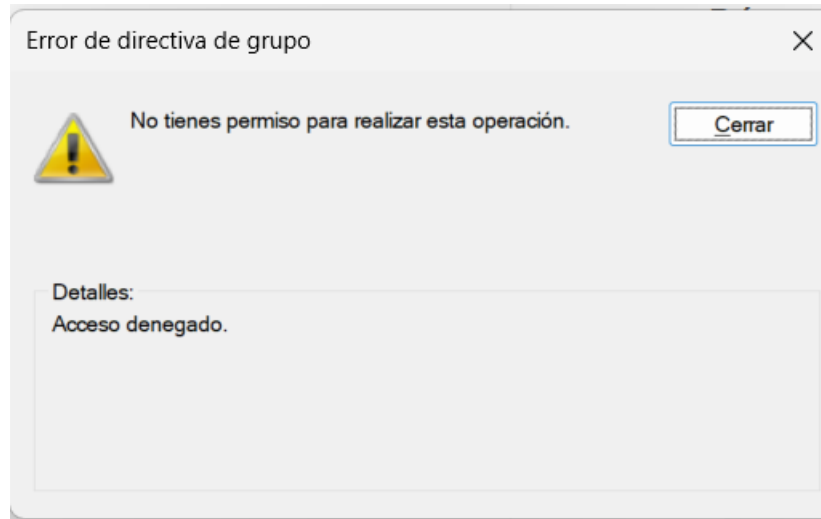 Error de directiva de grupo
No tienes permiso para realizar esta operación.
Cerrar
Detalles:
Acceso denegado.